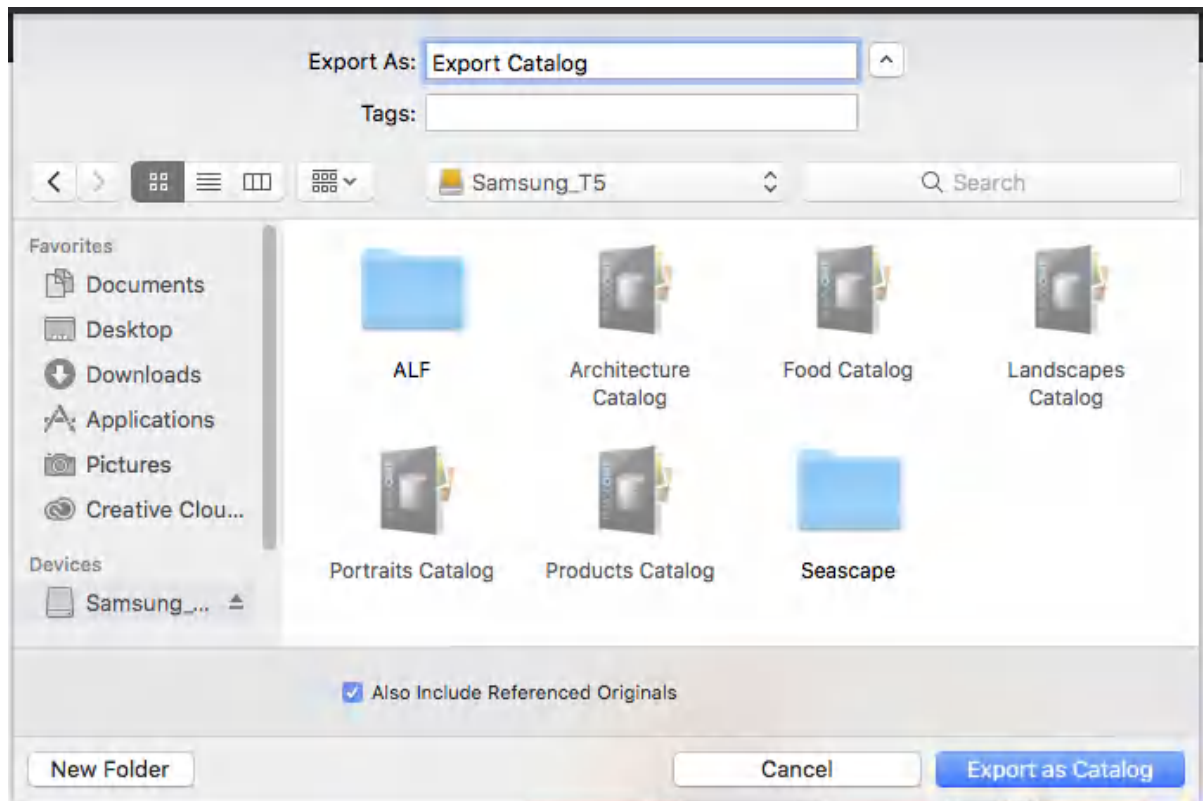 Export As: Export Catalog
Tags:
Samsung_T5
Search
Favorites
Documents
Desktop
Downloads
Applications
Pictures
Creative Clou...
Devices
Samsung_...
ALF
Architecture
Catalog
Food Catalog
Landscapes
Catalog
Portraits Catalog
Products Catalog
Seascape
Also Include Referenced Originals
New Folder
Cancel
Export as Catalog